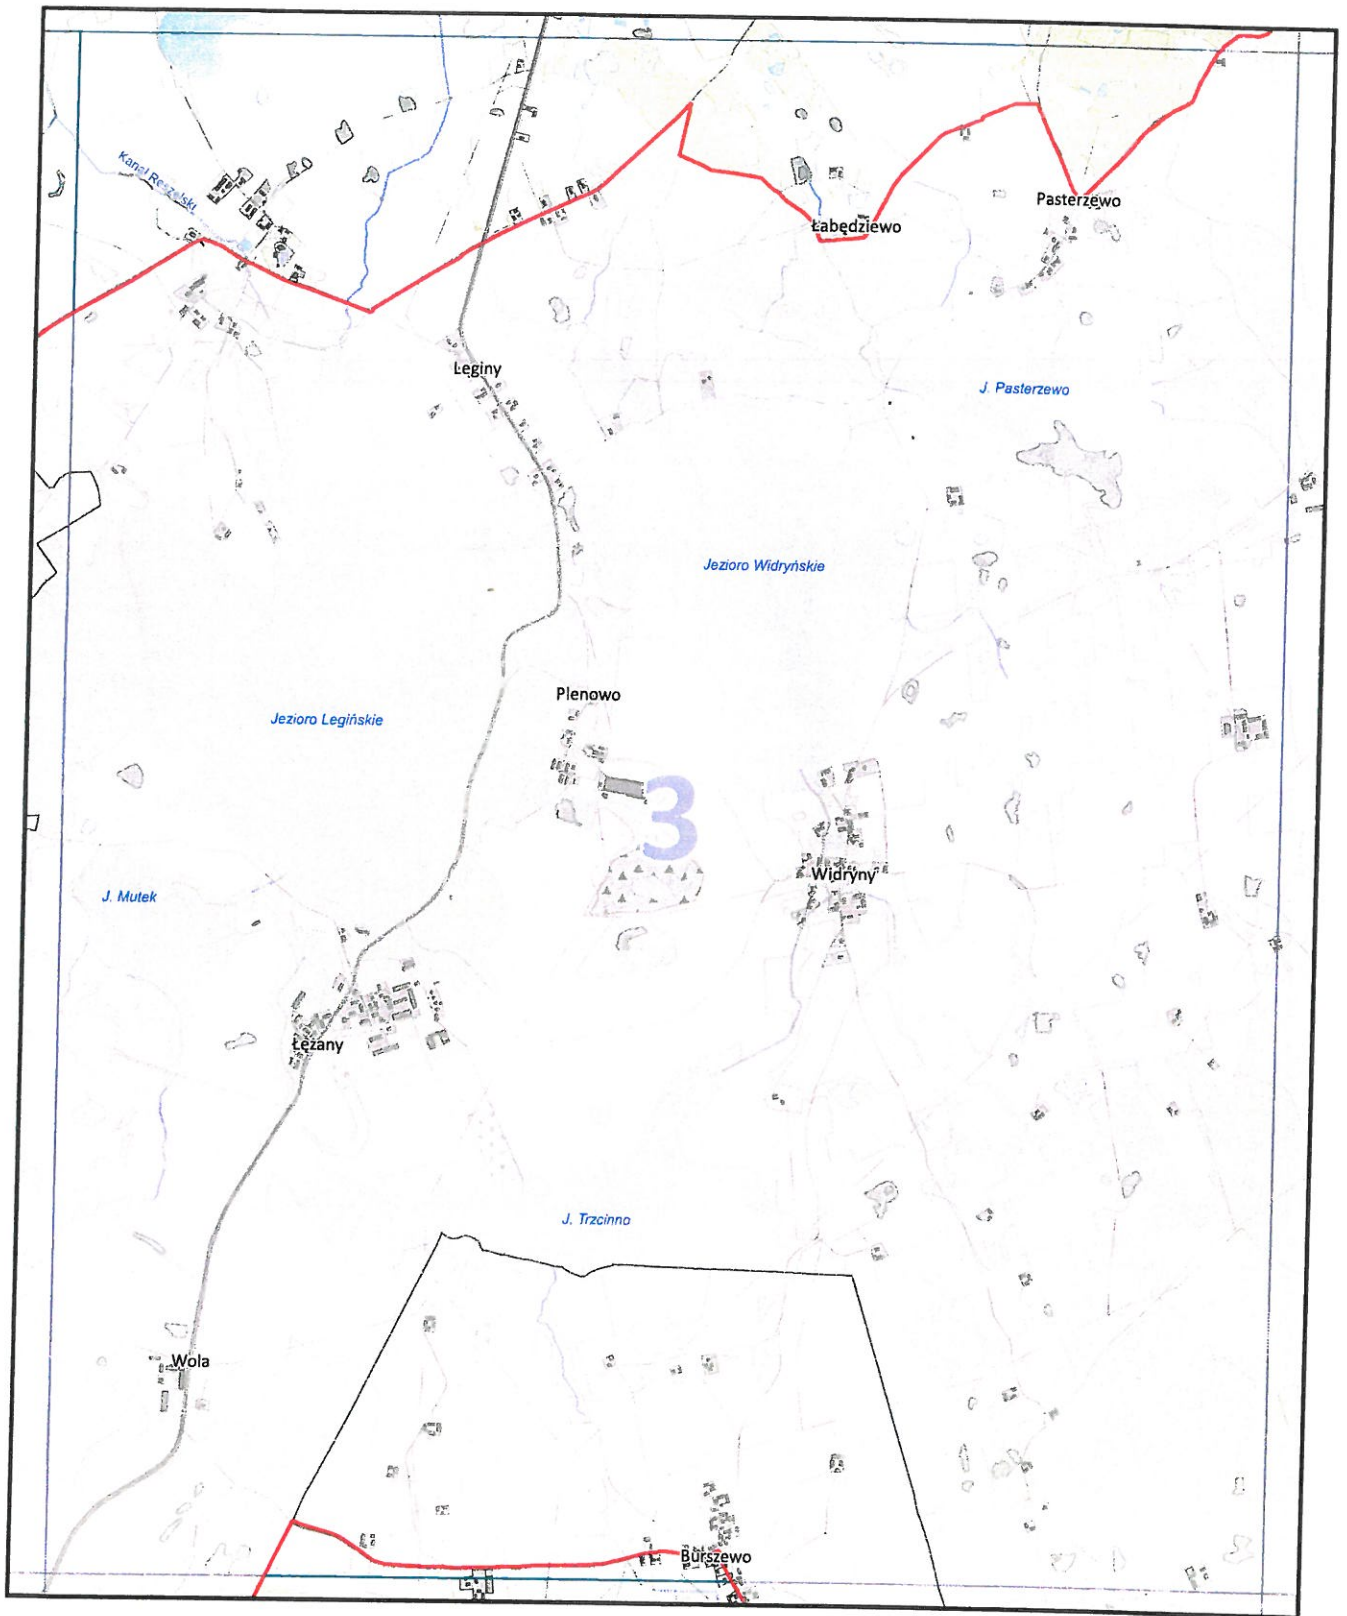 Kanał Reszelski
Pasterzewo
Łabędziewo
Leginy
J. Pasterzewo
Jezioro Widryńskie
Plenowo
Jezioro Legińskie
3
Widryny
J. Mutek
Łężany
J. Trzcinno
Wola
Burszewo